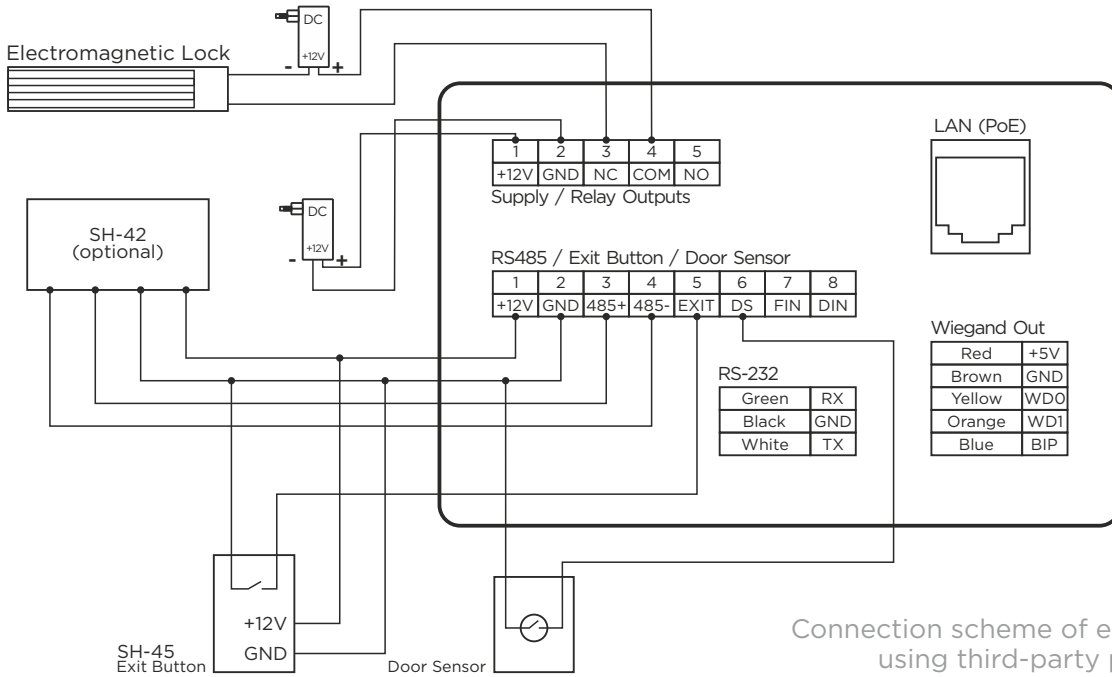 DC
+12V
- +
Electromagnetic Lock
LAN (PoE)
1 2 3 4 5
+12V GND NC COM NO
Supply / Relay Outputs
DC
+12V
- +
SH-42
(optional)
RS485 / Exit Button / Door Sensor
1 2 3 4 5 6 7 8
+12V GND 485+ 485- EXIT DS FIN DIN
Wiegand Out
Red +5V
Brown GND
Yellow WD0
Orange WD1
Blue BIP
RS-232
Green RX
Black GND
White TX
+12V
GND
SH-45
Exit Button
Door Sensor
Connection scheme of e
using third-party p